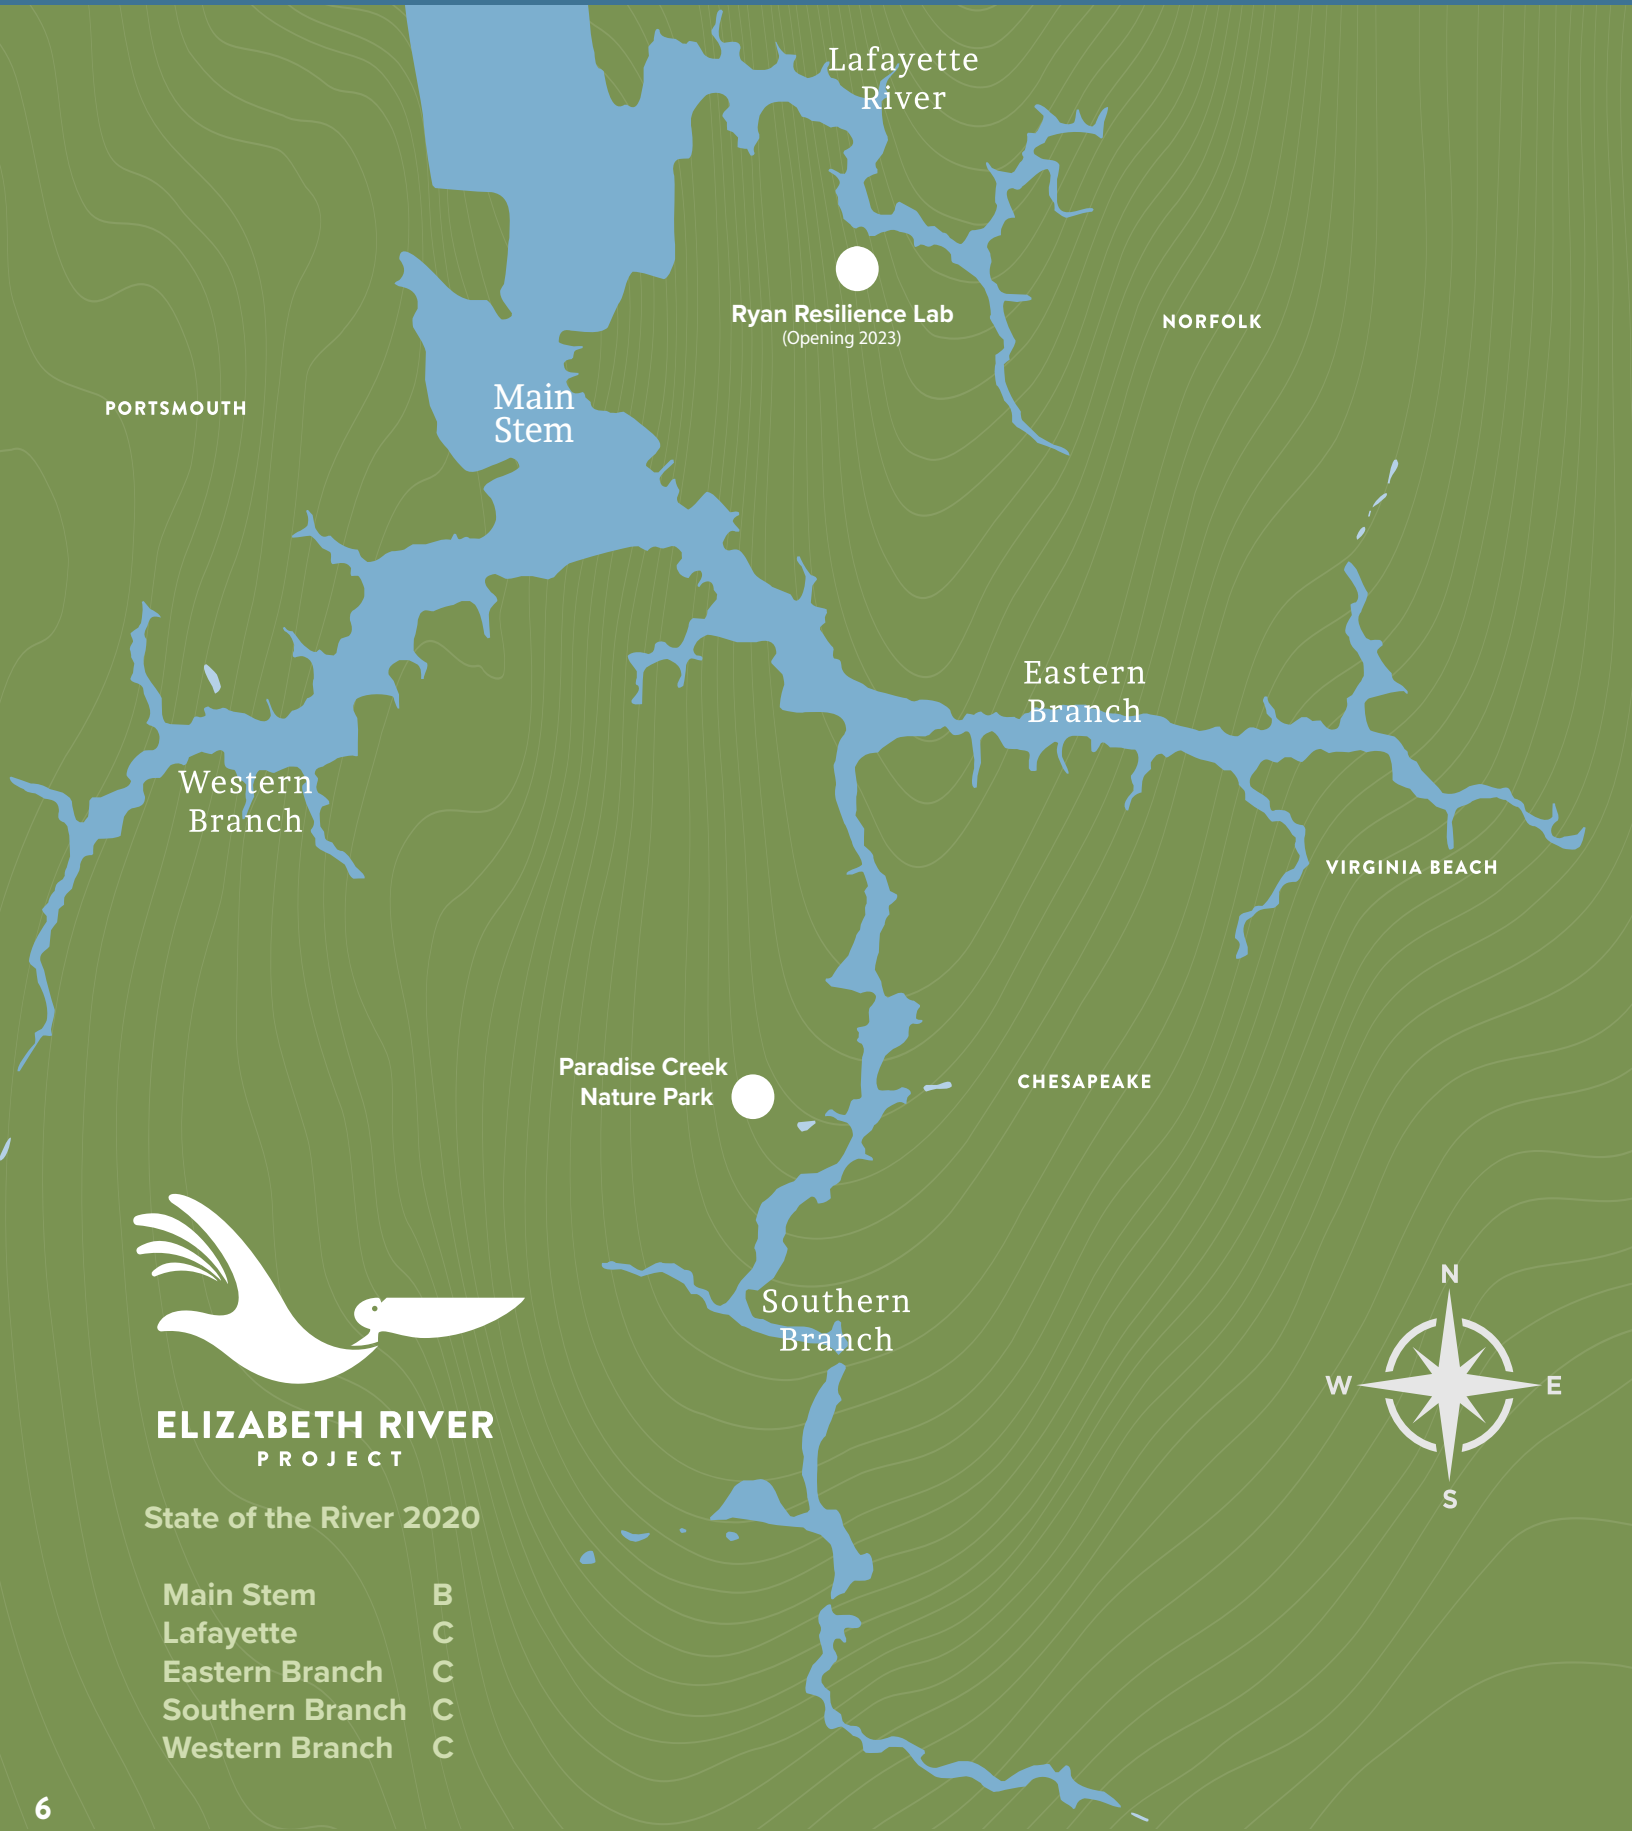 Lafayette
River
Ryan Resilience Lab
(Opening 2023)
NORFOLK
PORTSMOUTH
Main
Stem
Eastern
Branch
Western
Branch
VIRGINIA BEACH
Paradise Creek
Nature Park
CHESAPEAKE
Southern
Branch
N
W E
S
ELIZABETH RIVER
PROJECT
State of the River 2020
Main Stem B
Lafayette C
Eastern Branch C
Southern Branch C
Western Branch C
6